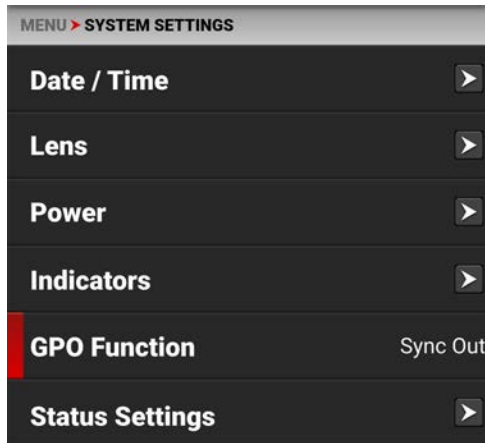 MENU > SYSTEM SETTINGS
Date / Time
Lens
Power
Indicators
GPO Function Sync Out
Status Settings